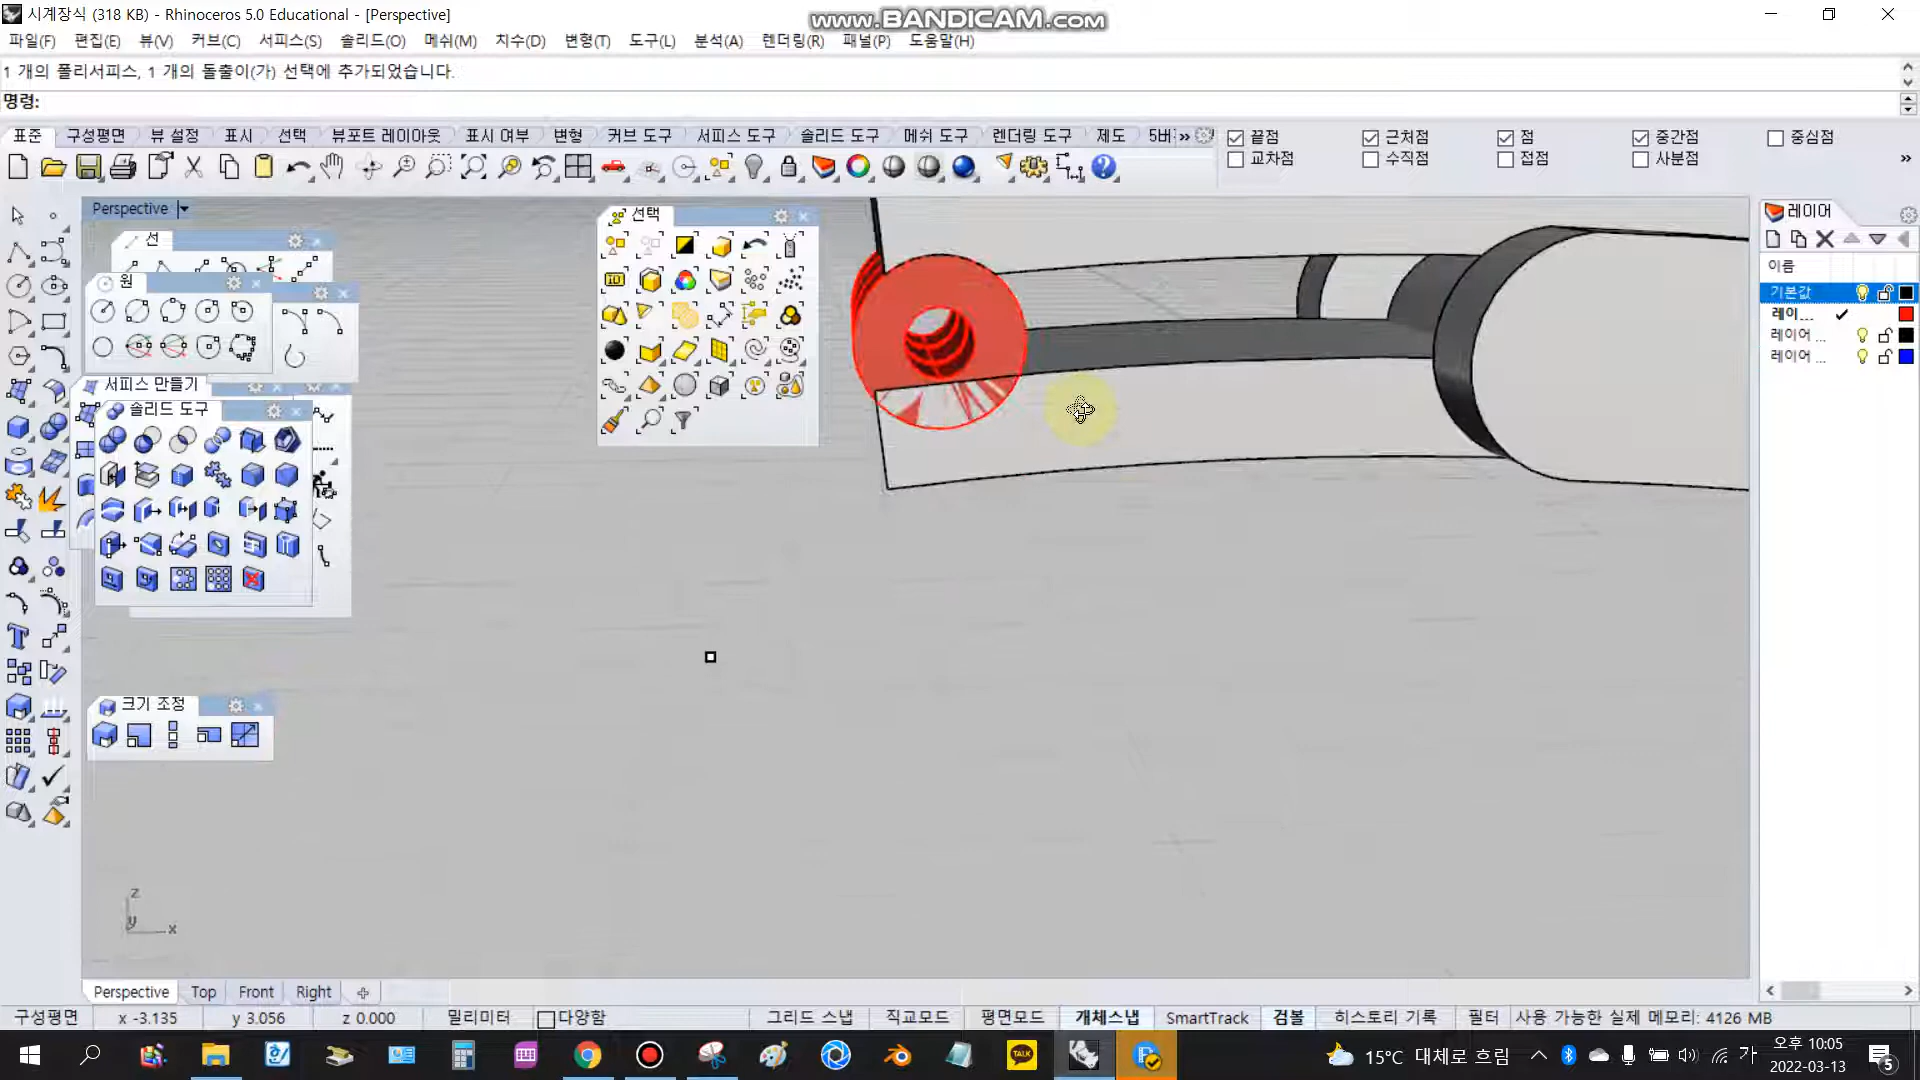 시계장식 (318 KB) - Rhinoceros 5.0 Educational - [Perspective]
www.BANDICAM.com
파일(F) 편집(E) 뷰(V) 커브(C) 서피스(S) 솔리드(O) 메쉬(M) 치수(D) 변형(T) 도구(L) 분석(A) 렌더링(R) 패널(P) 도움말(H)
1 개의 폴리서피스, 1 개의 돌출이(가) 선택에 추가되었습니다.
명령:
표준 구성평면 뷰 설정 표시 선택 뷰포트 레이아웃 표시 여부 변형 커브 도구 서피스 도구 솔리드 도구 메쉬 도구 렌더링 도구 제도 5버
끝점 근처점 점 중간점 중심점
교차점 수직점 접점 사분점
Perspective
선
원
서피스 만들기
솔리드 도구
크기 조정
선택
레이어
이름
기본값
레이...
레이어 ...
레이어 ...
z
y x
Perspective Top Front Right
구성평면 x -3.135 y 3.056 z 0.000 밀리미터 다양함 그리드 스냅 직교모드 평면모드 개체스냅 SmartTrack 검볼 히스토리 기록 필터 사용 가능한 실제 메모리: 4126 MB
TALK
15°C 대체로 흐림
가
오후 10:05
2022-03-13
5